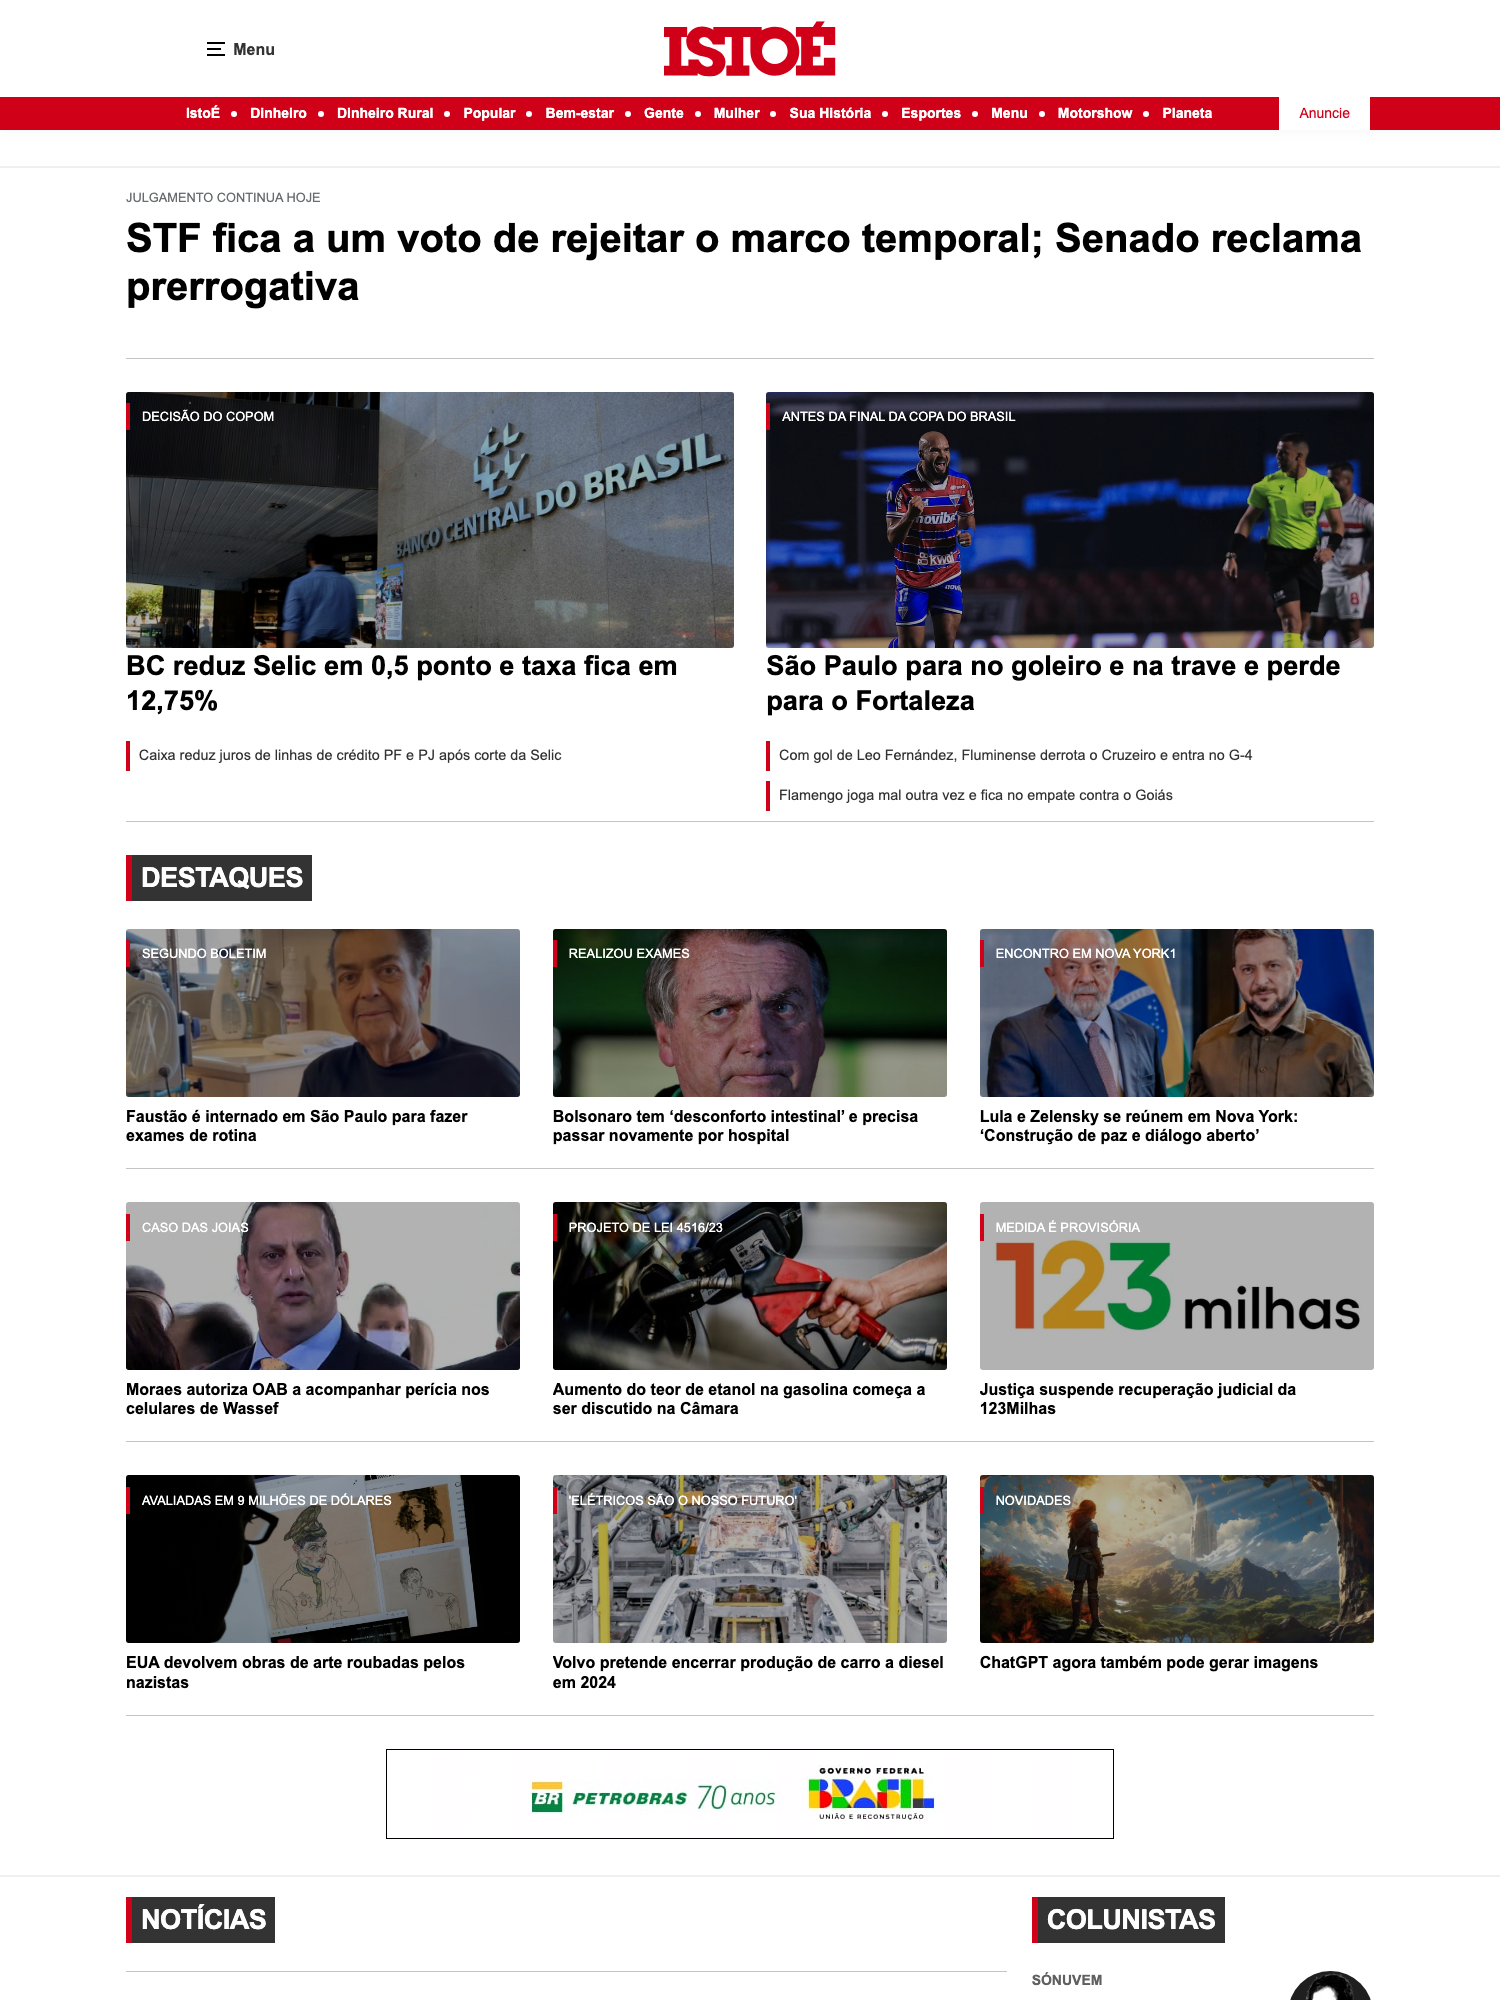 Menu
ISTOÉ
IstoÉ • Dinheiro • Dinheiro Rural • Popular • Bem-estar • Gente • Mulher • Sua História • Esportes • Menu • Motorshow • Planeta
Anuncie
JULGAMENTO CONTINUA HOJE
STF fica a um voto de rejeitar o marco temporal; Senado reclama
prerrogativa
DECISÃO DO COPOM
BANCO CENTRAL DO BRASIL
BC reduz Selic em 0,5 ponto e taxa fica em
12,75%
Caixa reduz juros de linhas de crédito PF e PJ após corte da Selic
ANTES DA FINAL DA COPA DO BRASIL
novibet
kwai
17
8
São Paulo para no goleiro e na trave e perde
para o Fortaleza
Com gol de Leo Fernández, Fluminense derrota o Cruzeiro e entra no G-4
Flamengo joga mal outra vez e fica no empate contra o Goiás
DESTAQUES
SEGUNDO BOLETIM
Faustão é internado em São Paulo para fazer
exames de rotina
REALIZOU EXAMES
Bolsonaro tem ‘desconforto intestinal’ e precisa
passar novamente por hospital
ENCONTRO EM NOVA YORK1
Lula e Zelensky se reúnem em Nova York:
‘Construção de paz e diálogo aberto’
CASO DAS JOIAS
Moraes autoriza OAB a acompanhar perícia nos
celulares de Wassef
PROJETO DE LEI 4516/23
Aumento do teor de etanol na gasolina começa a
ser discutido na Câmara
MEDIDA É PROVISÓRIA
123 milhas
Justiça suspende recuperação judicial da
123Milhas
AVALIADAS EM 9 MILHÕES DE DÓLARES
EUA devolvem obras de arte roubadas pelos
nazistas
'ELÉTRICOS SÃO O NOSSO FUTURO'
Volvo pretende encerrar produção de carro a diesel
em 2024
NOVIDADES
ChatGPT agora também pode gerar imagens
BR PETROBRAS 70 anos
GOVERNO FEDERAL
BRASIL
UNIÃO E RECONSTRUÇÃO
NOTÍCIAS
COLUNISTAS
SÓNUVEM